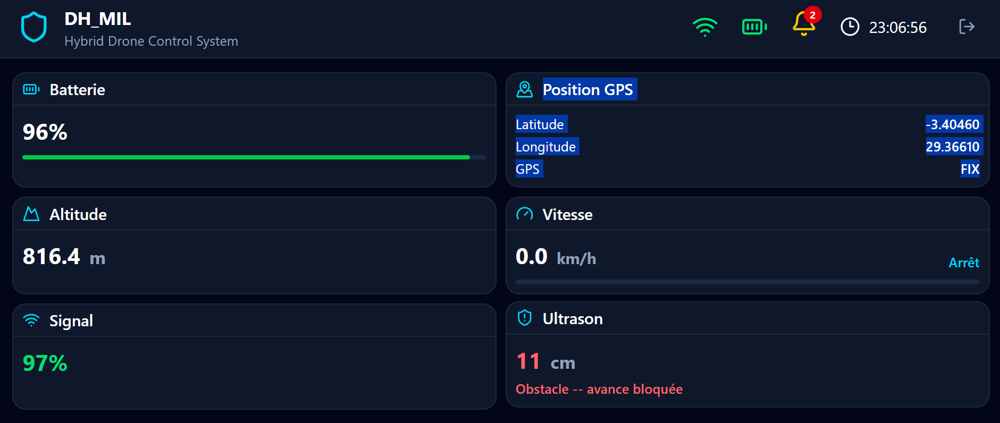 DH_MIL
Hybrid Drone Control System
2
23:06:56
Batterie
96%
Position GPS
Latitude -3.40460
Longitude 29.36610
GPS FIX
Altitude
816.4 m
Vitesse
0.0 km/h
Arrêt
Signal
97%
Ultrason
11 cm
Obstacle -- avance bloquée